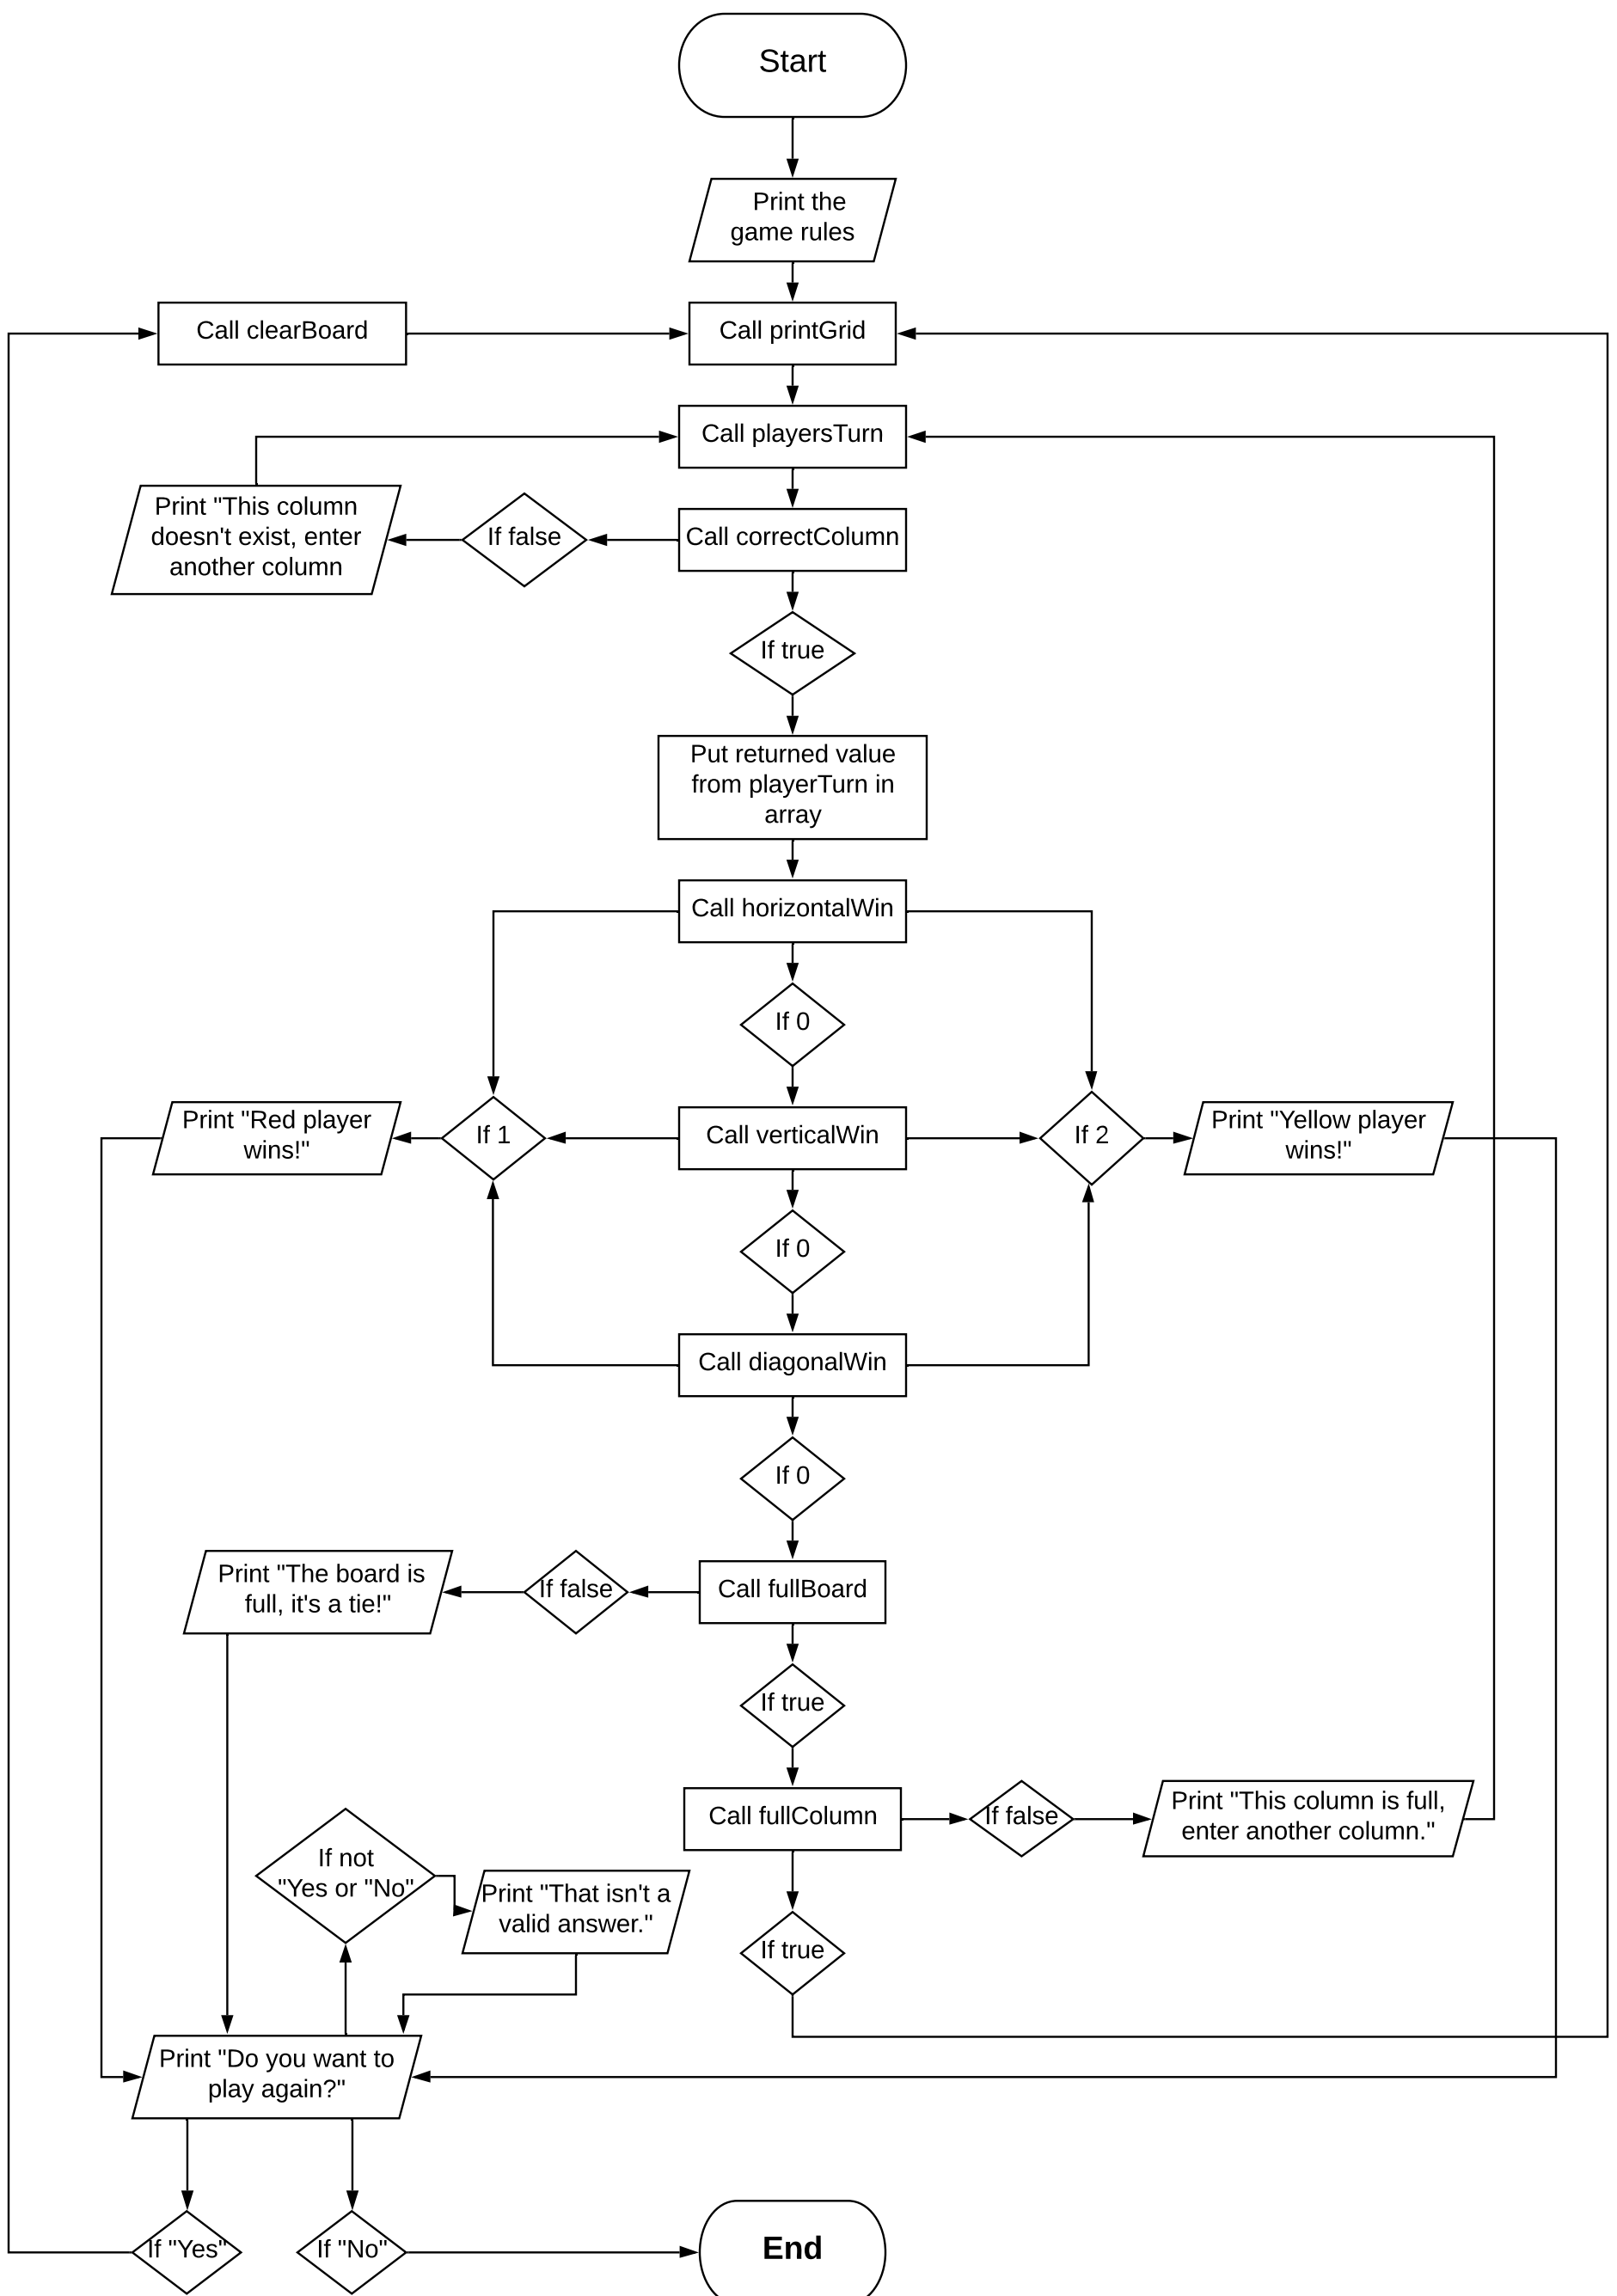 Start
Print the
game rules
Call clearBoard
Call printGrid
Call playersTurn
Print "This column
doesn't exist, enter
another column
If false
Call correctColumn
If true
Put returned value
from playerTurn in
array
Call horizontalWin
If 0
Print "Red player
wins!"
If 1
Call verticalWin
If 2
Print "Yellow player
wins!"
If 0
Call diagonalWin
If 0
Print "The board is
full, it's a tie!"
If false
Call fullBoard
If true
Call fullColumn
If false
Print "This column is full,
enter another column."
If not
"Yes or "No"
Print "That isn't a
valid answer."
If true
Print "Do you want to
play again?"
If "Yes"
If "No"
End